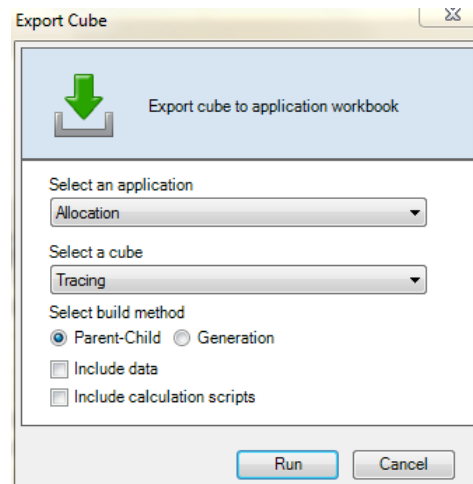 Export Cube
Export cube to application workbook
Select an application
Allocation
Select a cube
Tracing
Select build method
Parent-Child Generation
Include data
Include calculation scripts
Run Cancel